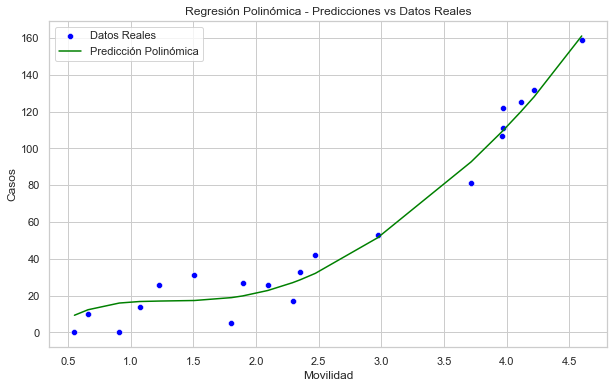 Regresión Polinómica - Predicciones vs Datos Reales
Datos Reales
Predicción Polinómica
Casos
160
140
120
100
80
60
40
20
0
0.5 1.0 1.5 2.0 2.5 3.0 3.5 4.0 4.5
Movilidad